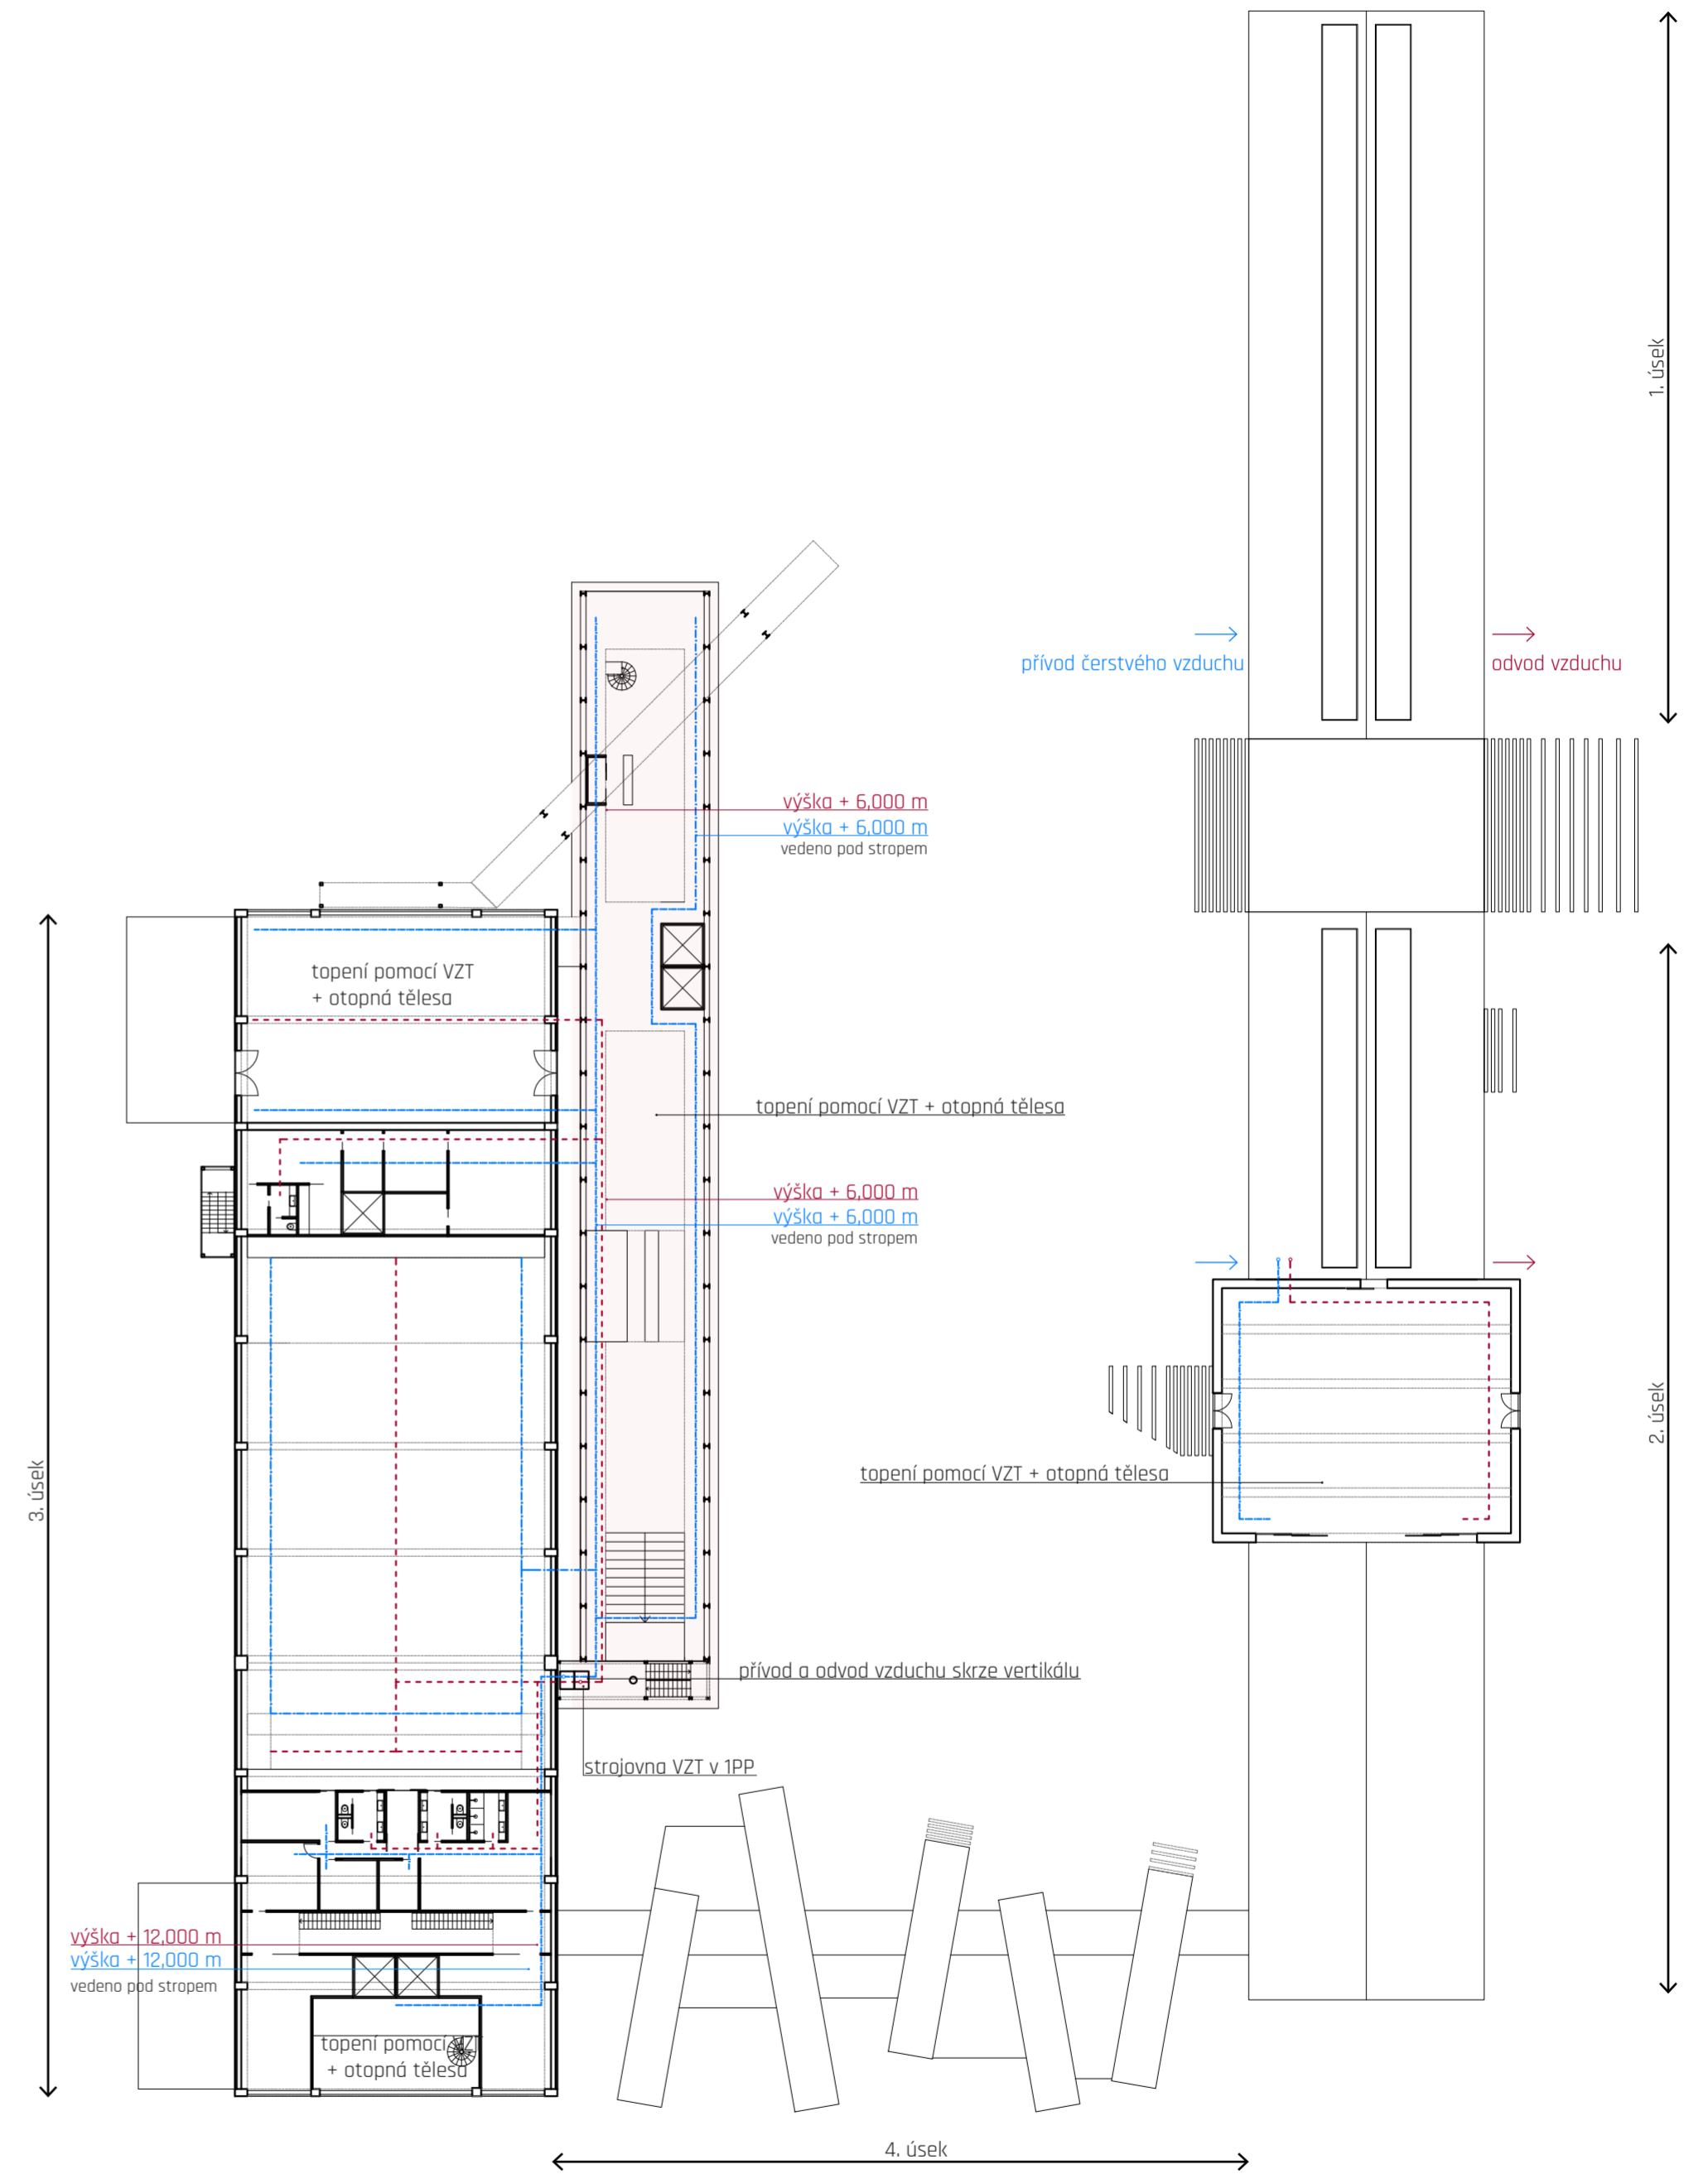 1. úsek
přívod čerstvého vzduchu
odvod vzduchu
výška + 6,000 m
výška + 6,000 m
vedeno pod stropem
topení pomocí VZT
+ otopná tělesa
topení pomocí VZT + otopná tělesa
výška + 6,000 m
výška + 6,000 m
vedeno pod stropem
2. úsek
topení pomocí VZT + otopná tělesa
3. úsek
přívod a odvod vzduchu skrze vertikálu
strojovna VZT v 1PP
výška + 12,000 m
výška + 12,000 m
vedeno pod stropem
topení pomocí
+ otopná tělesa
4. úsek